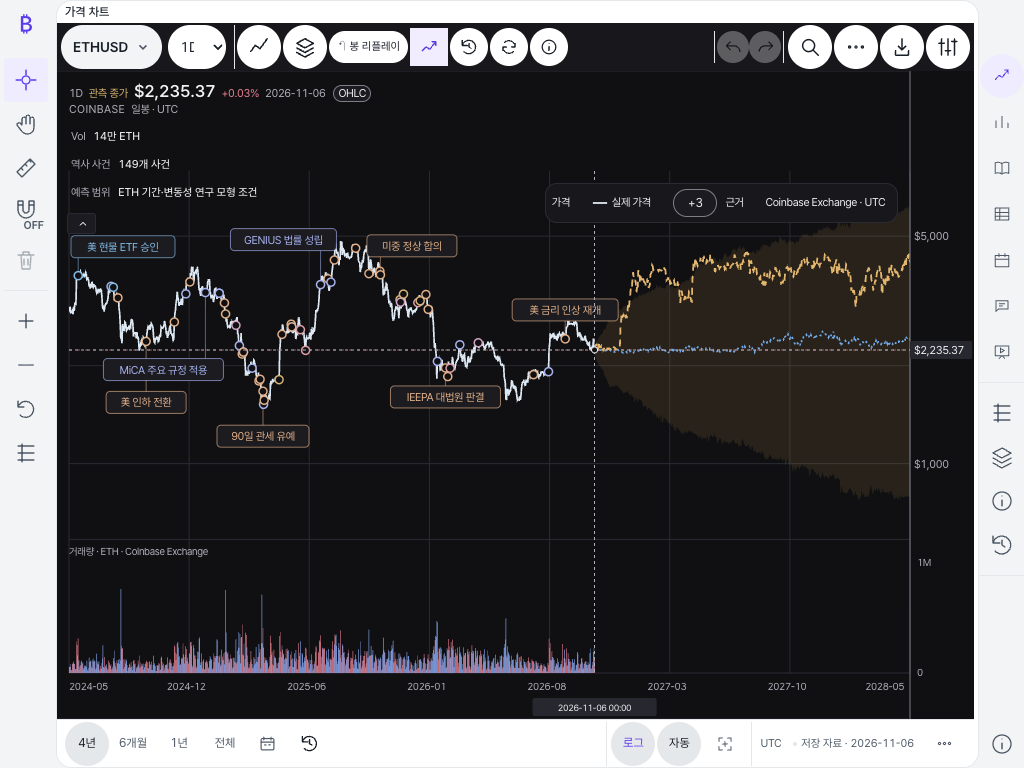 가격 차트
ETHUSD
봉 리플레이
1D 관측 종가 $2,235.37 +0.03% 2026-11-06 OHLC
COINBASE 일봉 · UTC
Vol 14만 ETH
역사 사건 149개 사건
예측 범위 ETH 기간·변동성 연구 모형 조건
가격 실제 가격 +3 근거 Coinbase Exchange · UTC
OFF
美 현물 ETF 승인
GENIUS 법률 성립
미중 정상 합의
$5,000
美 금리 인상 재개
$2,235.37
MiCA 주요 규정 적용
美 인하 전환
IEEPA 대법원 판결
90일 관세 유예
$1,000
거래량 · ETH · Coinbase Exchange
1M
0
2024-05 2024-12 2025-06 2026-01 2026-08 2027-03 2027-10 2028-05
2026-11-06 00:00
4년 6개월 1년 전체 로그 자동 UTC 저장 자료 · 2026-11-06